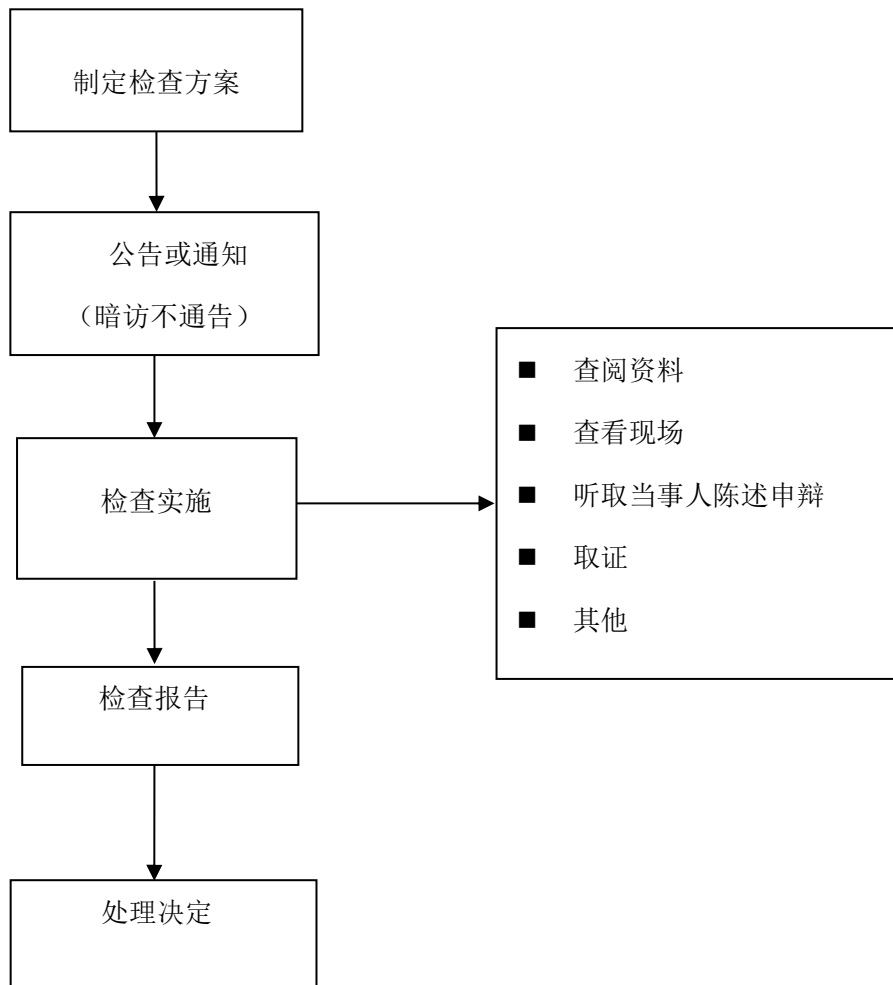 制定检查方案
公告或通知
（暗访不通告）
■ 查阅资料
■ 查看现场
检查实施
■ 听取当事人陈述申辩
■ 取证
■ 其他
检查报告
处理决定